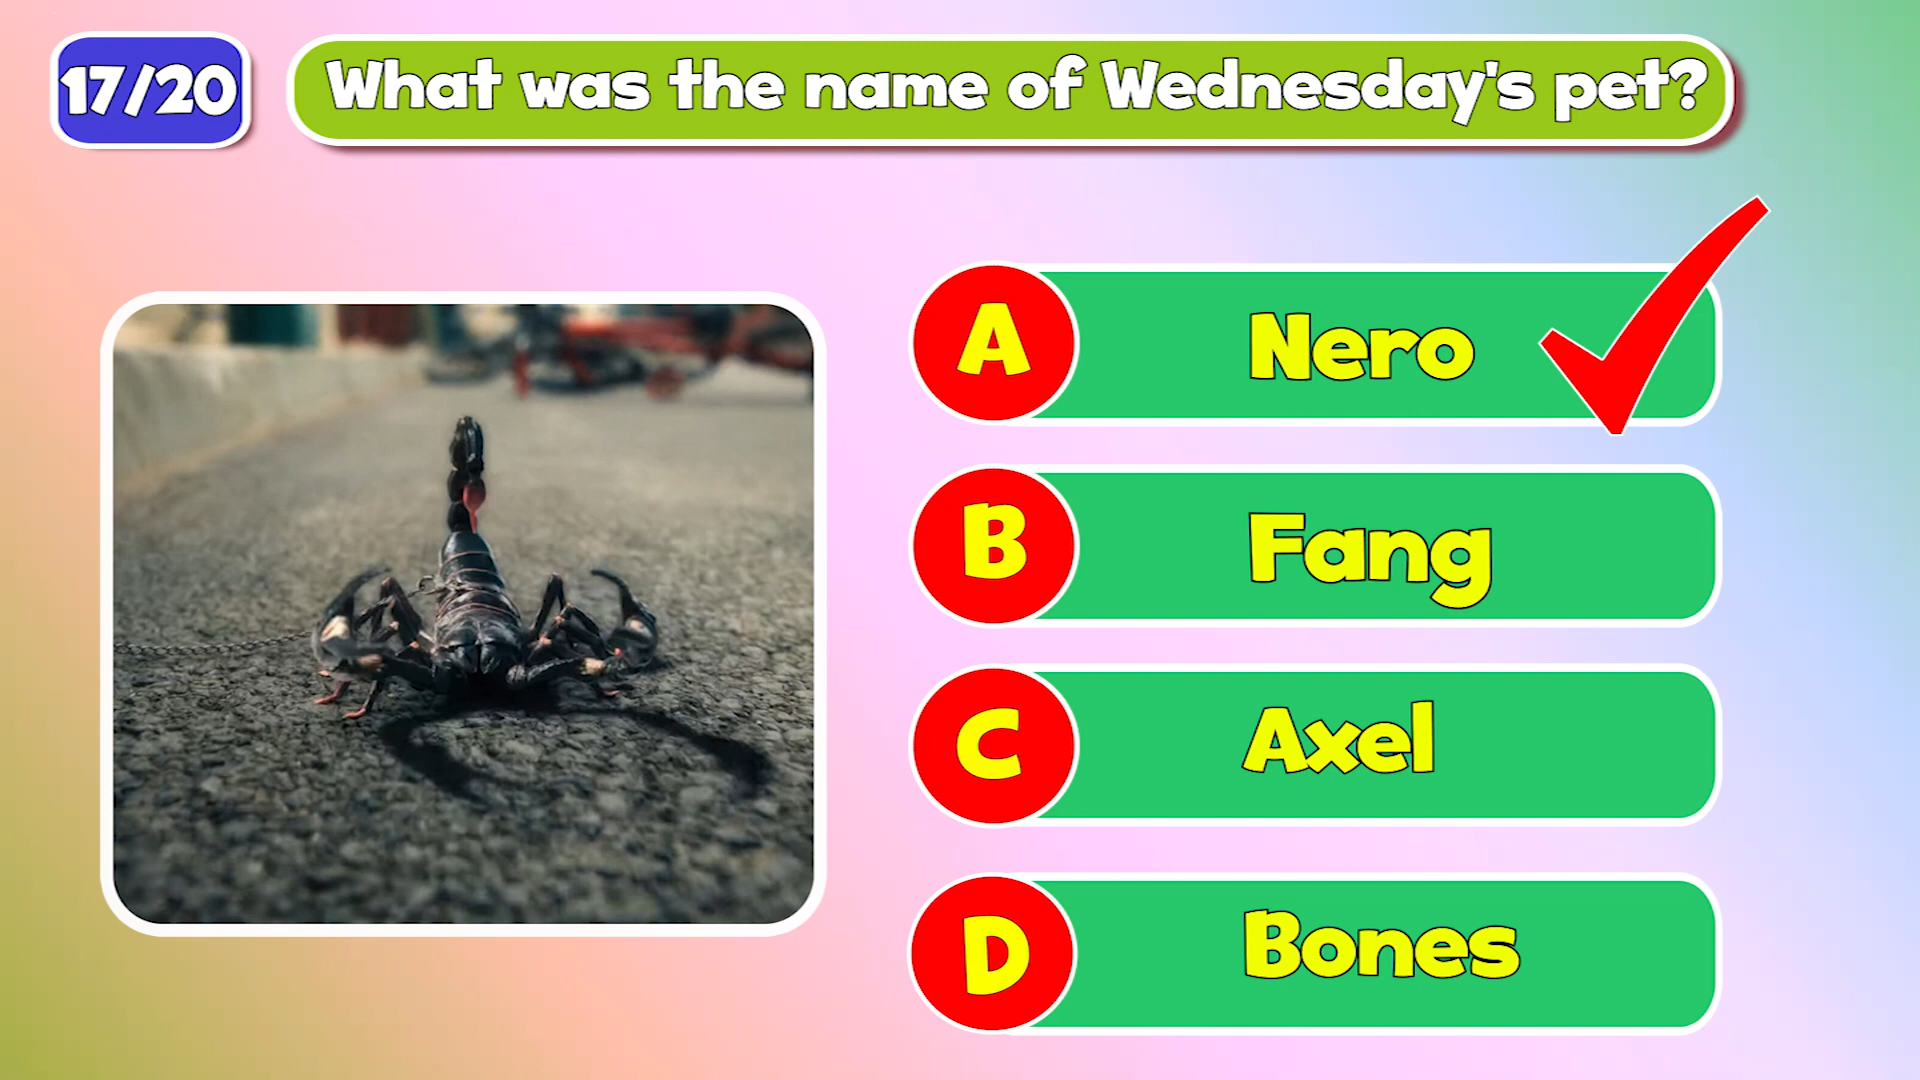 17/20
What was the name of Wednesday's pet?
A Nero
B Fang
C Axel
D Bones